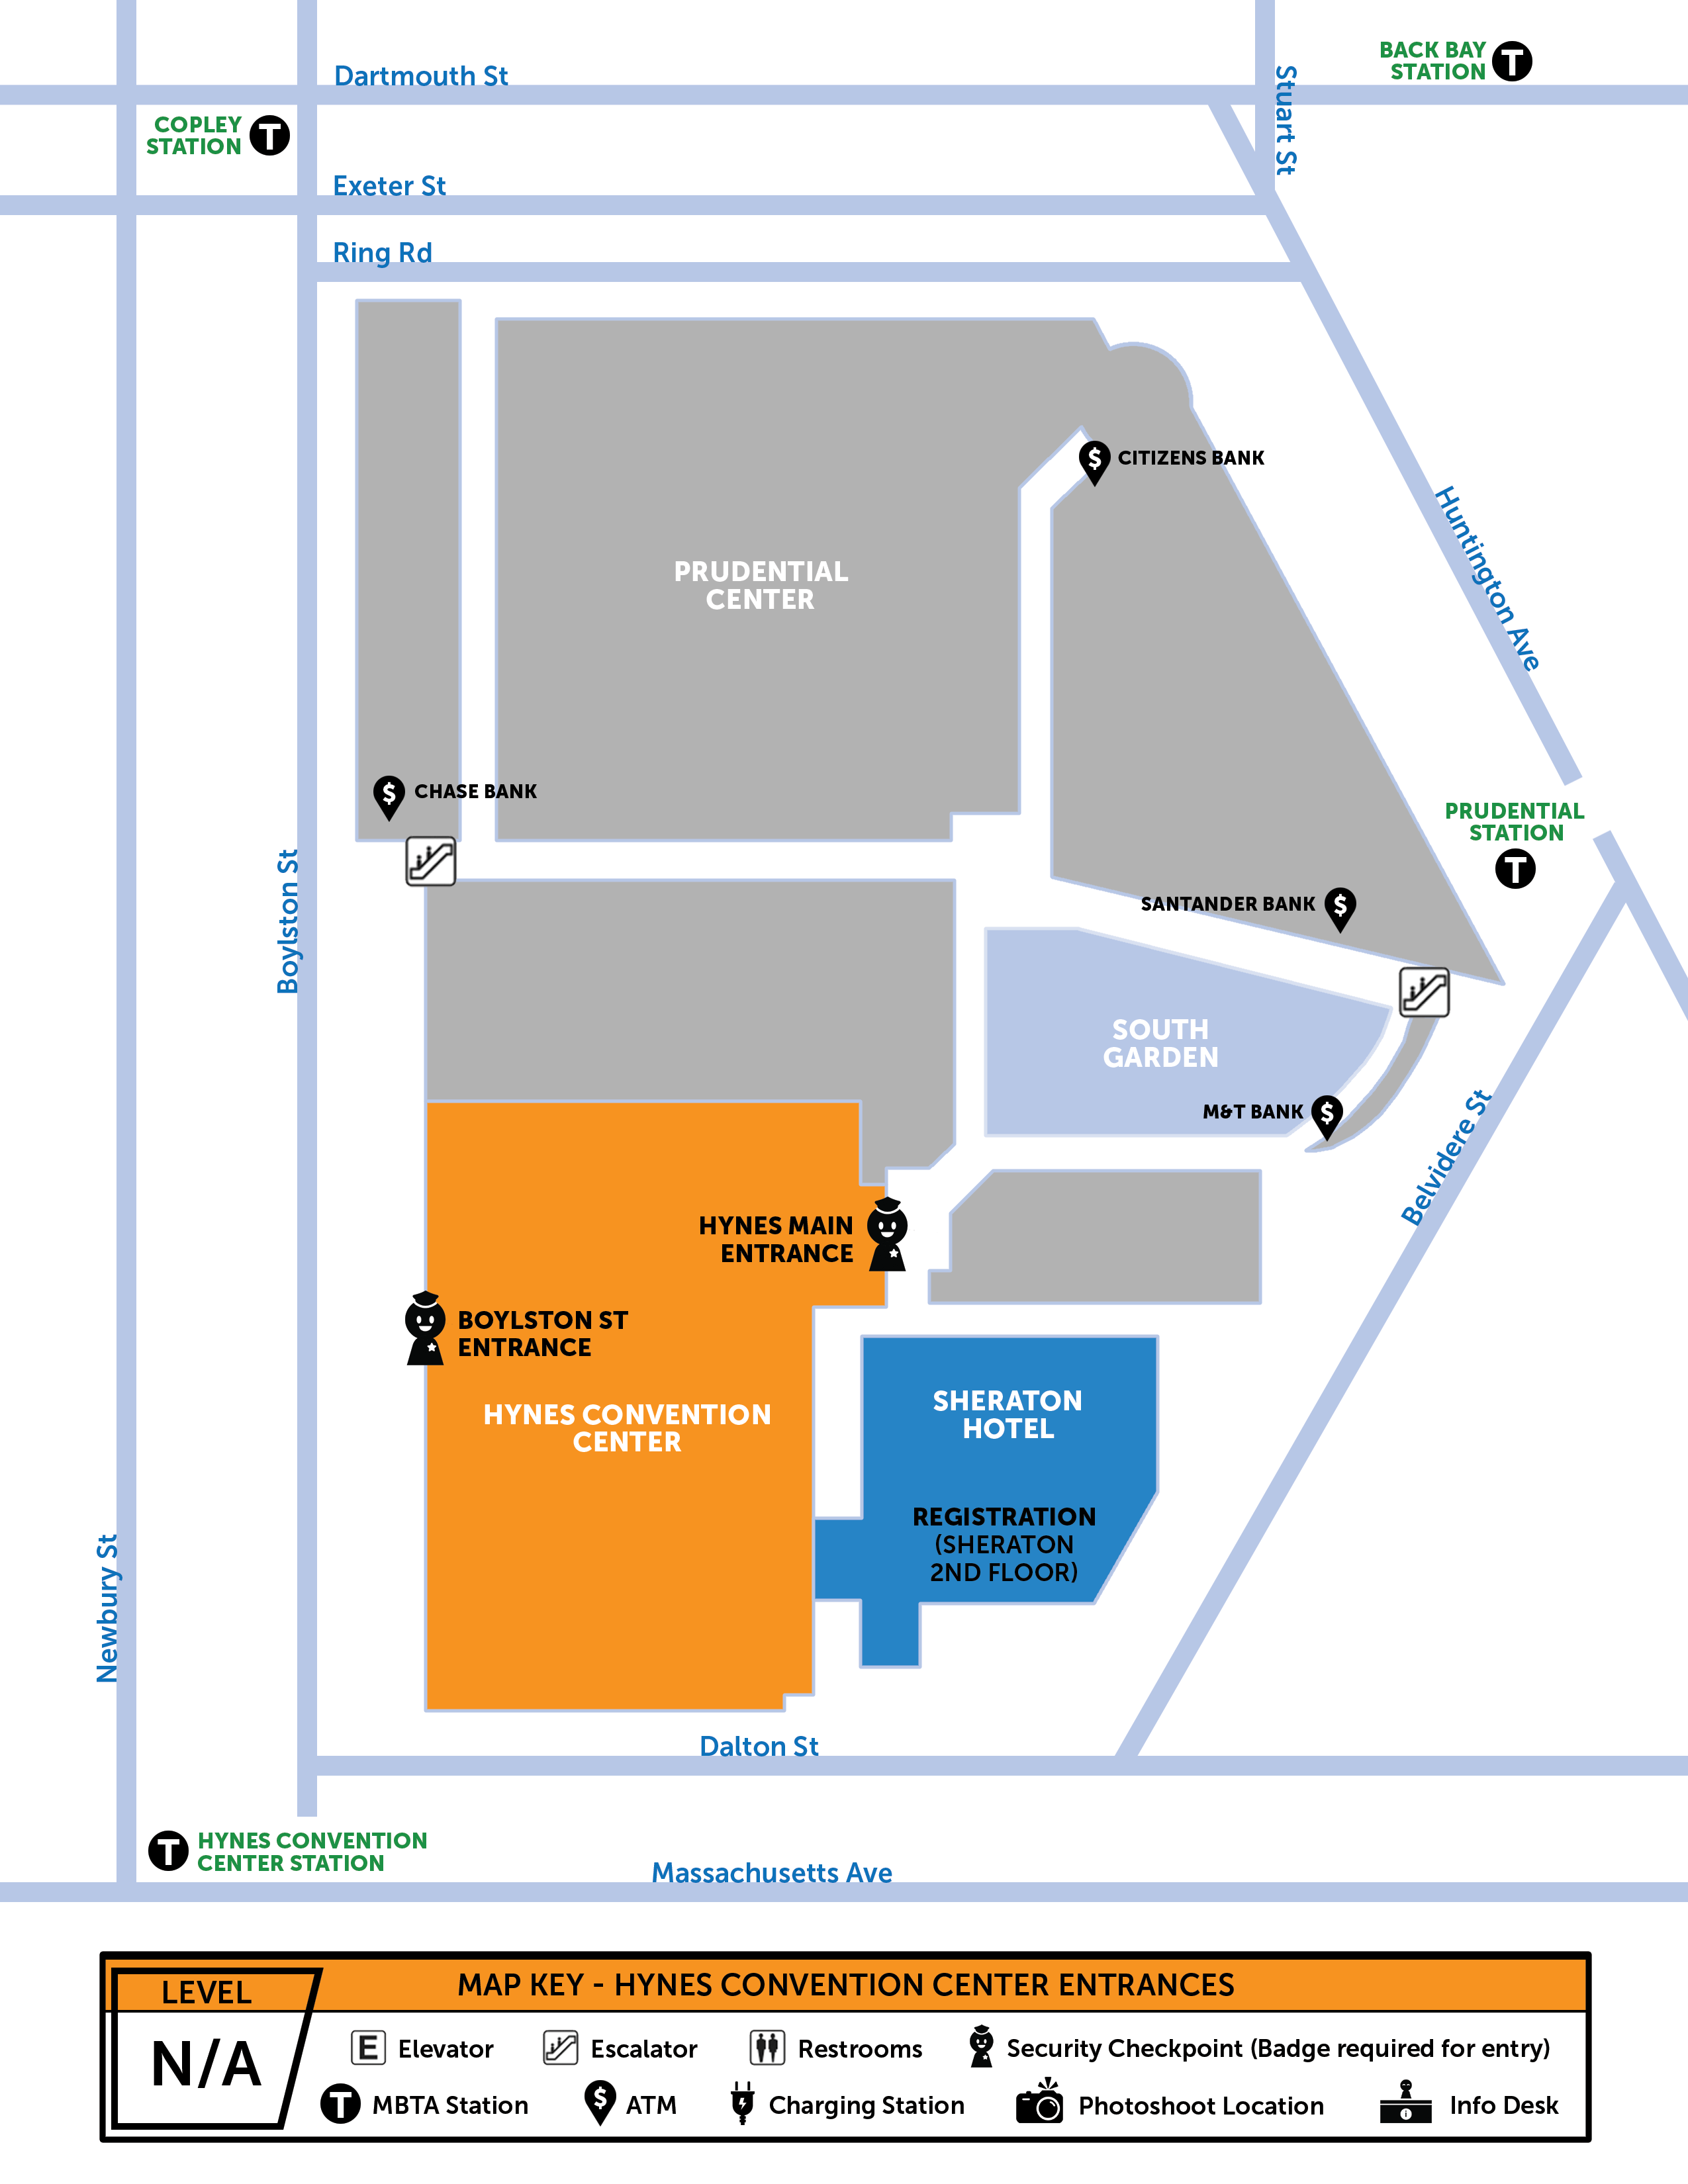 BACK BAY
STATION
T
Dartmouth St
Stuart St
COPLEY
STATION
T
Exeter St
Ring Rd
$
CITIZENS BANK
Huntington Ave
PRUDENTIAL
CENTER
$
CHASE BANK
PRUDENTIAL
STATION
T
Boylston St
SANTANDER BANK
$
SOUTH
GARDEN
M&T BANK
$
Belvidere St
HYNES MAIN
ENTRANCE
BOYLSTON ST
ENTRANCE
HYNES CONVENTION
CENTER
SHERATON
HOTEL
REGISTRATION
(SHERATON
2ND FLOOR)
Newbury St
Dalton St
T
HYNES CONVENTION
CENTER STATION
Massachusetts Ave
LEVEL
N/A
MAP KEY - HYNES CONVENTION CENTER ENTRANCES
E Elevator
Escalator
Restrooms
Security Checkpoint (Badge required for entry)
T MBTA Station
$ ATM
Charging Station
Photoshoot Location
i Info Desk